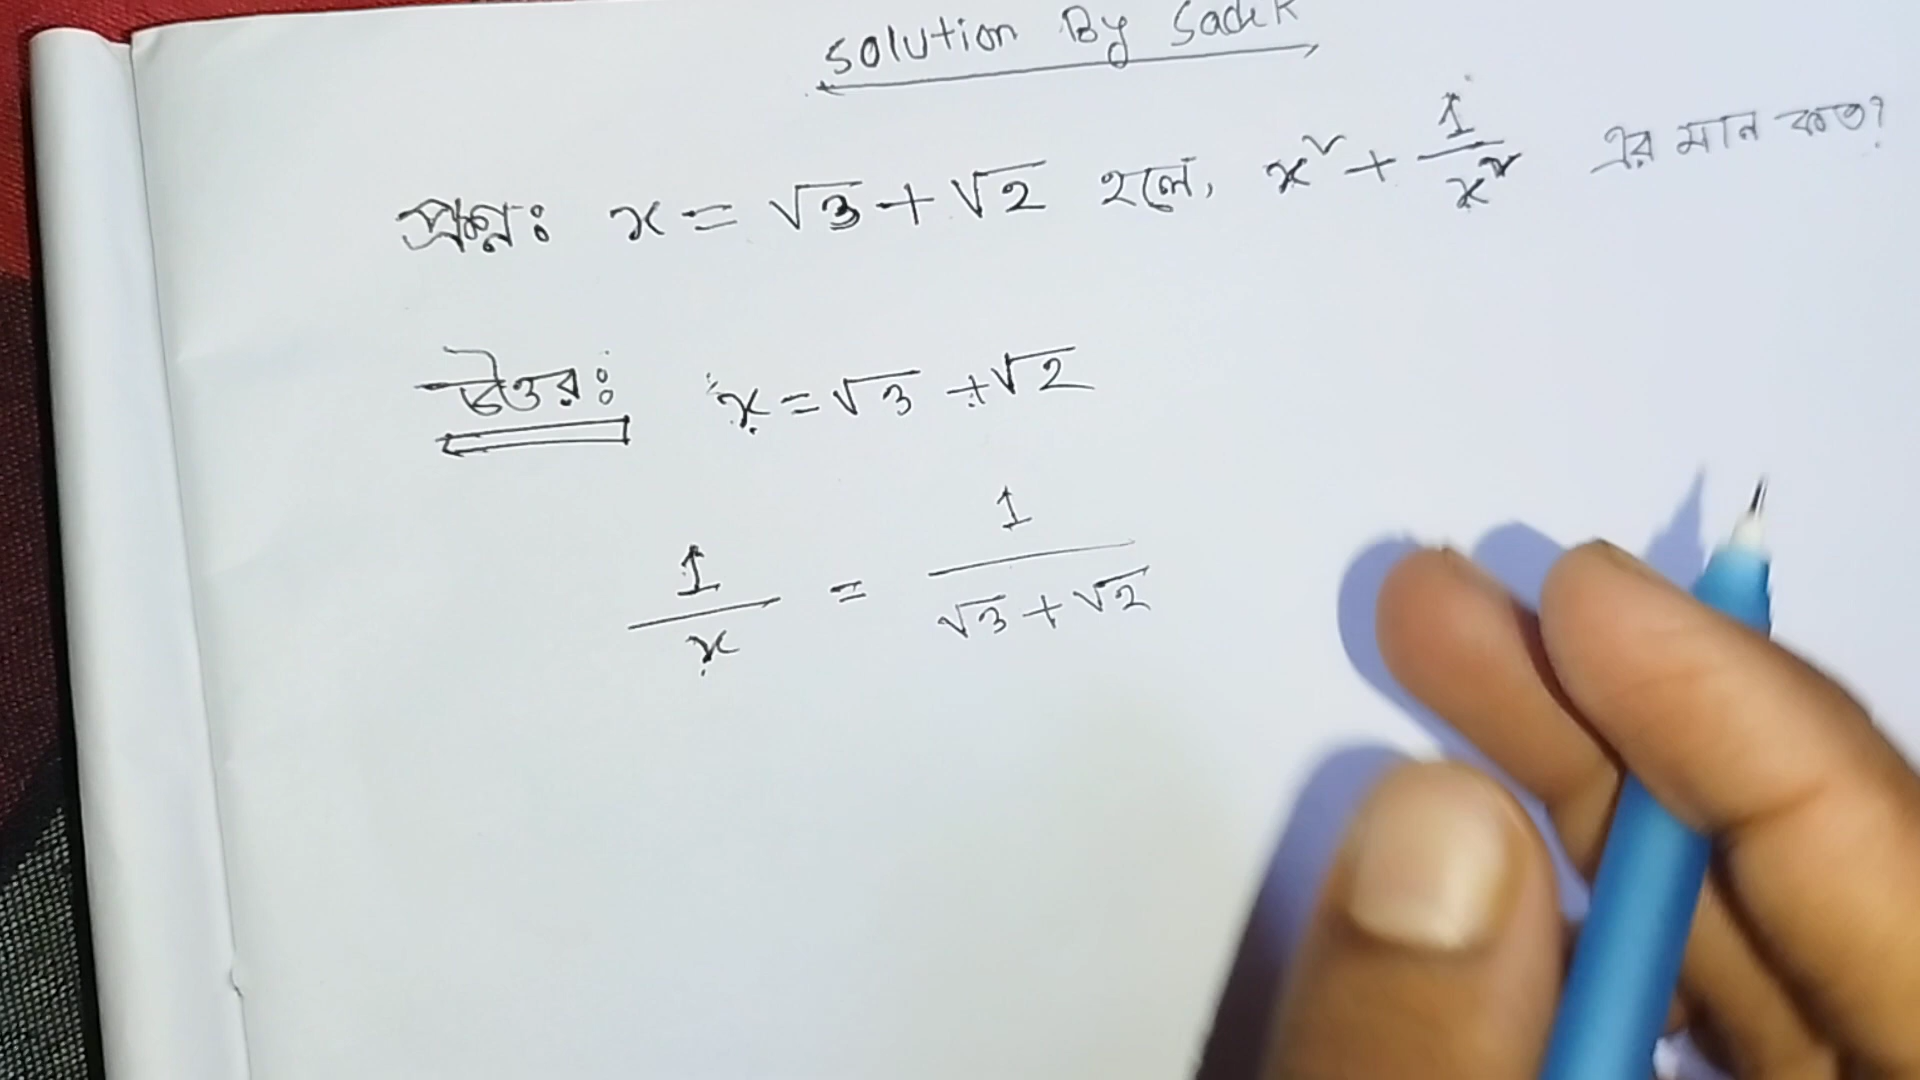 Solution By Sadek
প্রশ্নঃ x = √3 + √2 হলে, x² + 1/x² এর মান কত?
উত্তরঃ x = √3 + √2
1/x = 1/(√3 + √2)